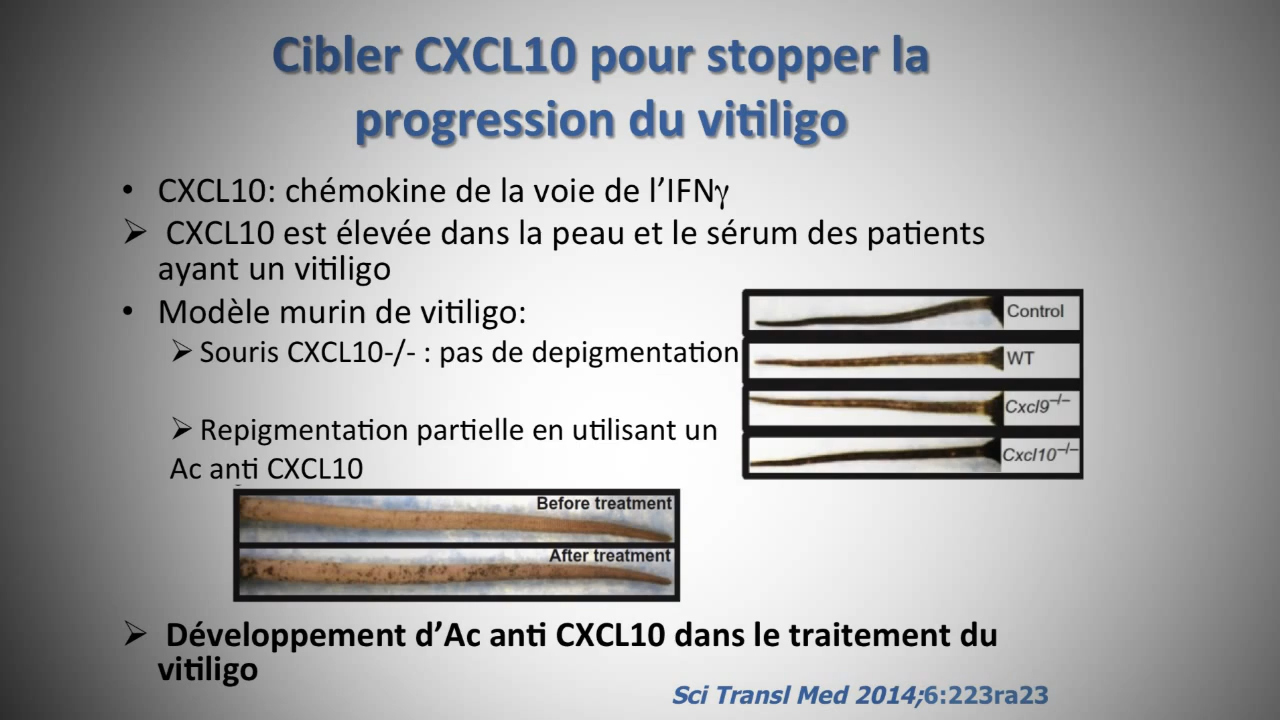 Cibler CXCL10 pour stopper la
progression du vitiligo
• CXCL10: chémokine de la voie de l’IFNγ
➢ CXCL10 est élevée dans la peau et le sérum des patients
ayant un vitiligo
• Modèle murin de vitiligo:
➢ Souris CXCL10-/- : pas de depigmentation
Control
WT
Cxcl9–/–
Cxcl10–/–
➢ Repigmentation partielle en utilisant un
Ac anti CXCL10
Before treatment
After treatment
➢ Développement d’Ac anti CXCL10 dans le traitement du
vitiligo
Sci Transl Med 2014;6:223ra23